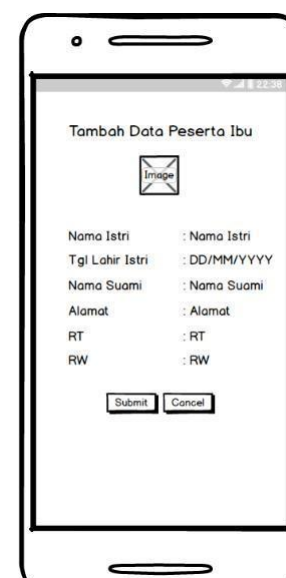 22:38
Tambah Data Peserta Ibu
Image
Nama Istri : Nama Istri
Tgl Lahir Istri : DD/MM/YYYY
Nama Suami : Nama Suami
Alamat : Alamat
RT : RT
RW : RW
Submit Cancel